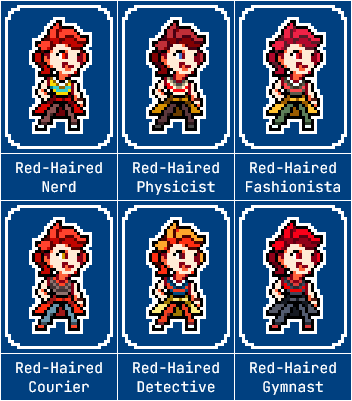 Red-Haired Nerd
Red-Haired Physicist
Red-Haired Fashionista
Red-Haired Courier
Red-Haired Detective
Red-Haired Gymnast